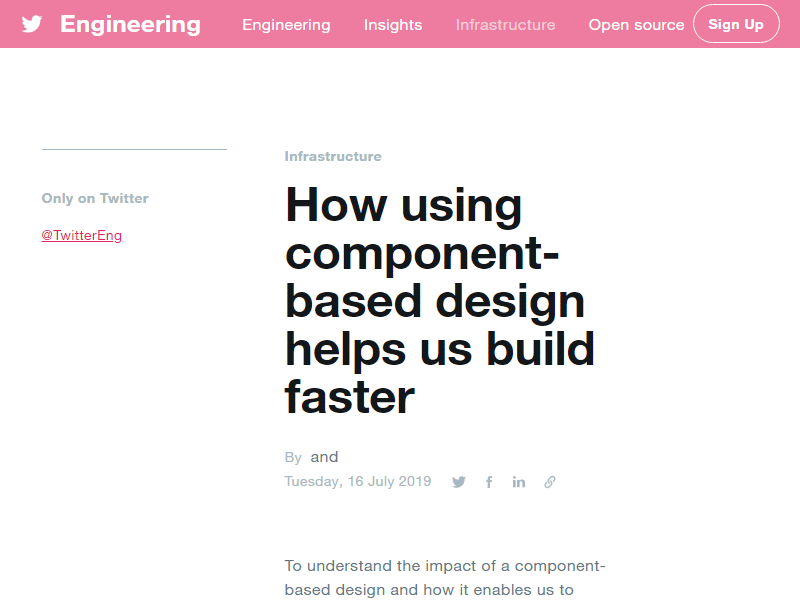 Engineering Engineering Insights Infrastructure Open source Sign Up
Only on Twitter
@TwitterEng
Infrastructure
How using
component-
based design
helps us build
faster
By and
Tuesday, 16 July 2019
To understand the impact of a component-
based design and how it enables us to